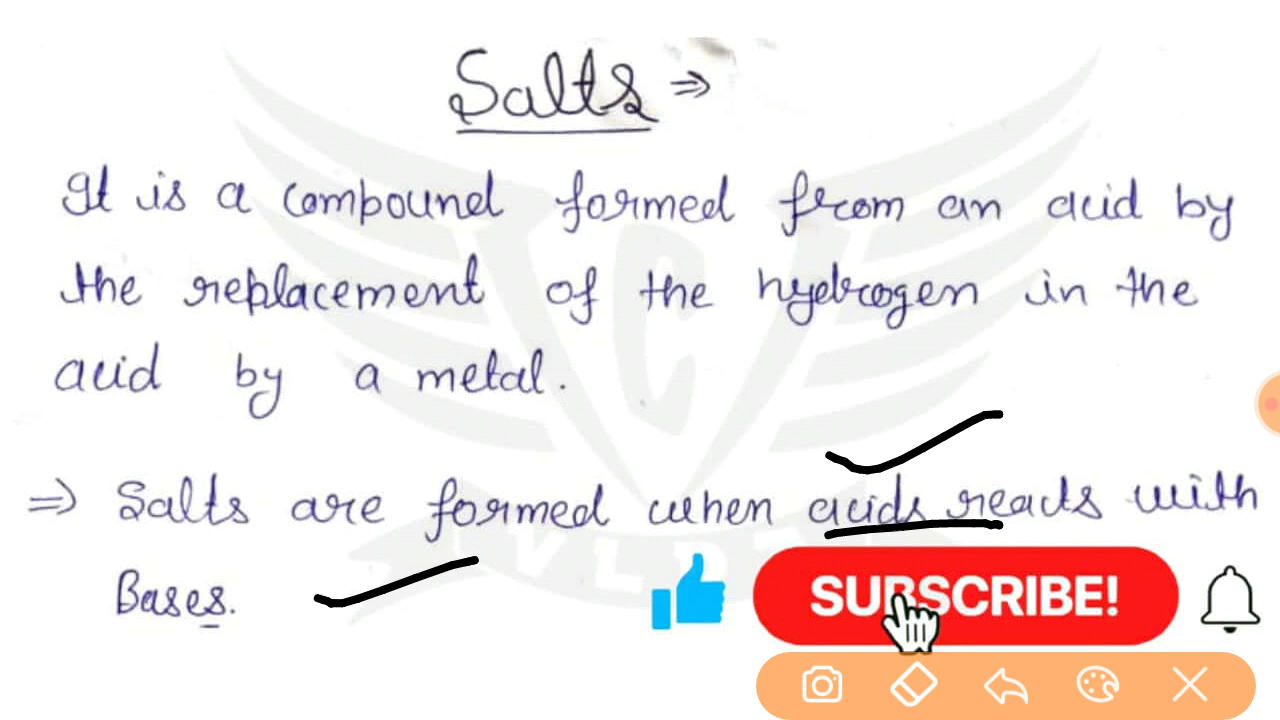 Salts ⇒
It is a compound formed from an acid by
the replacement of the hydrogen in the
acid by a metal.
⇒ Salts are formed when acids reacts with
Bases.
SUBSCRIBE!
VLP
C